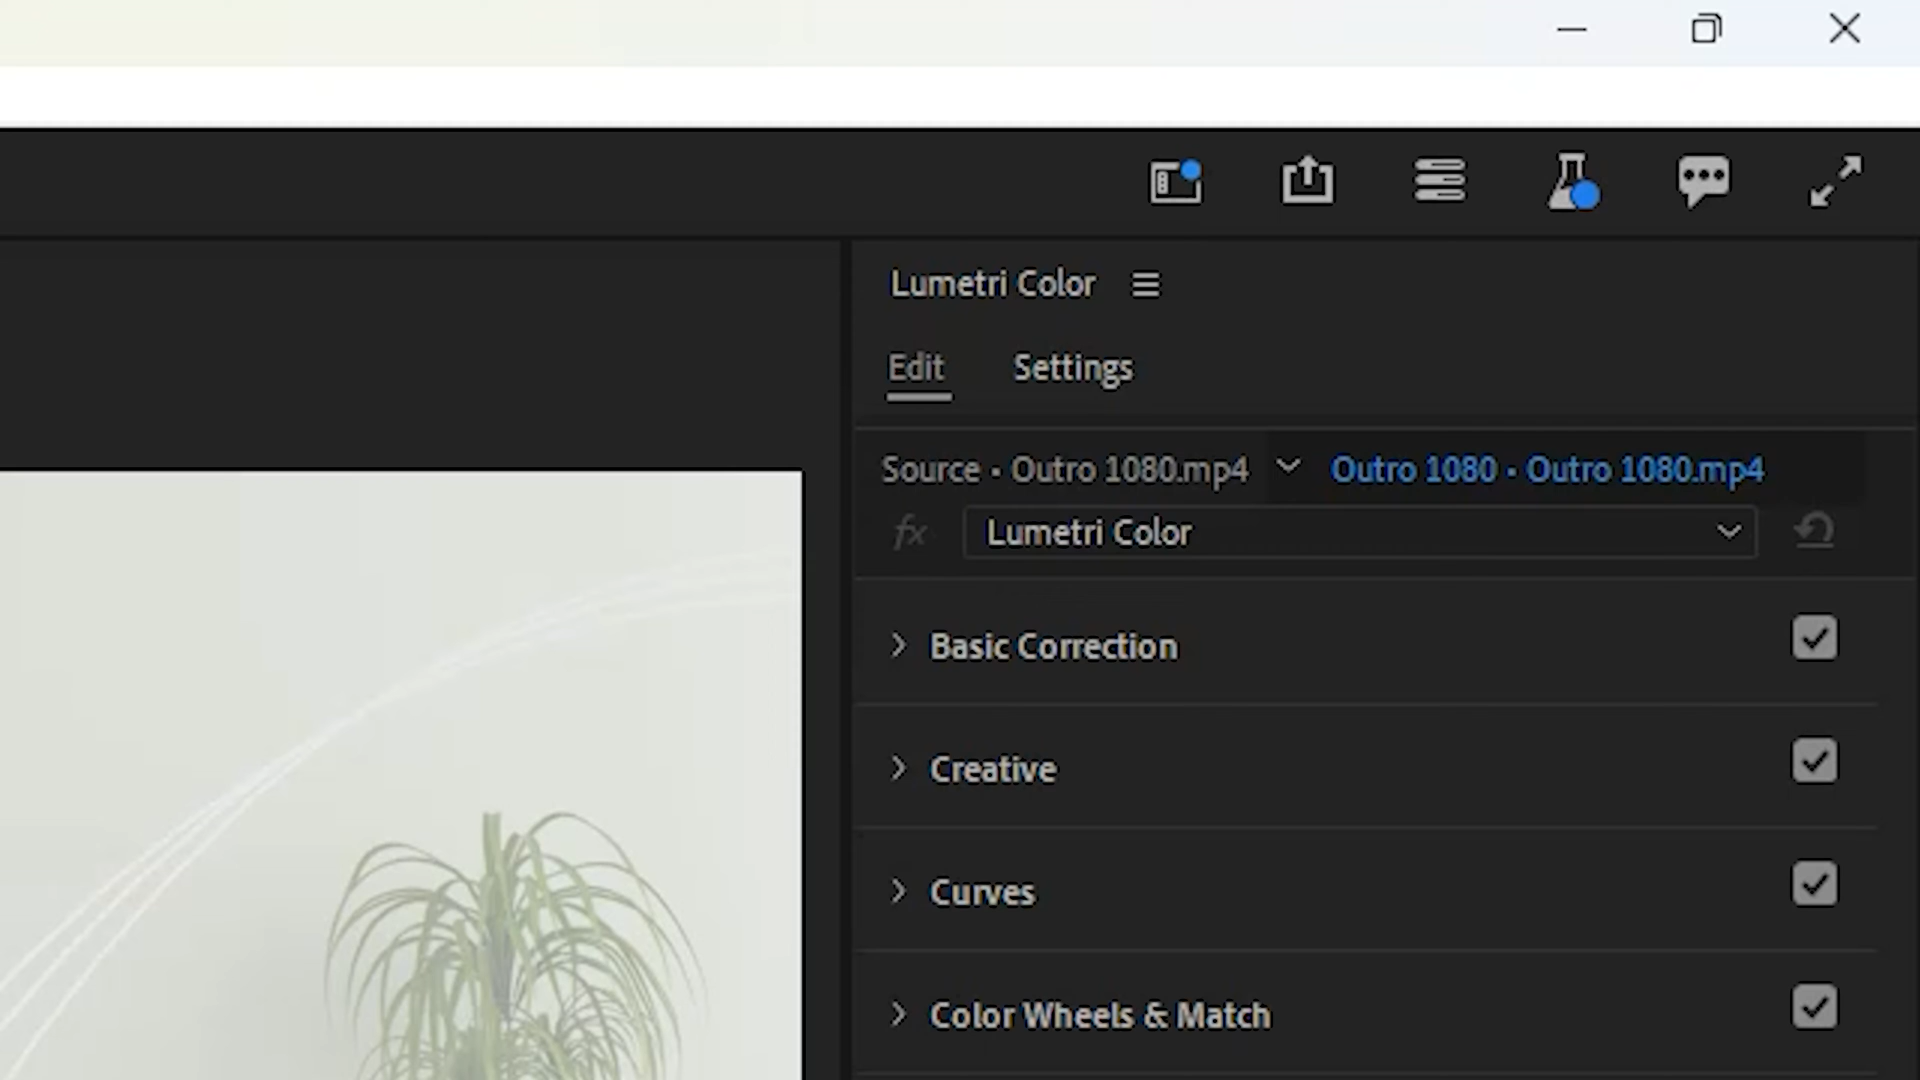 Lumetri Color
Edit Settings
Source • Outro 1080.mp4 Outro 1080 • Outro 1080.mp4
fx Lumetri Color
Basic Correction
Creative
Curves
Color Wheels & Match